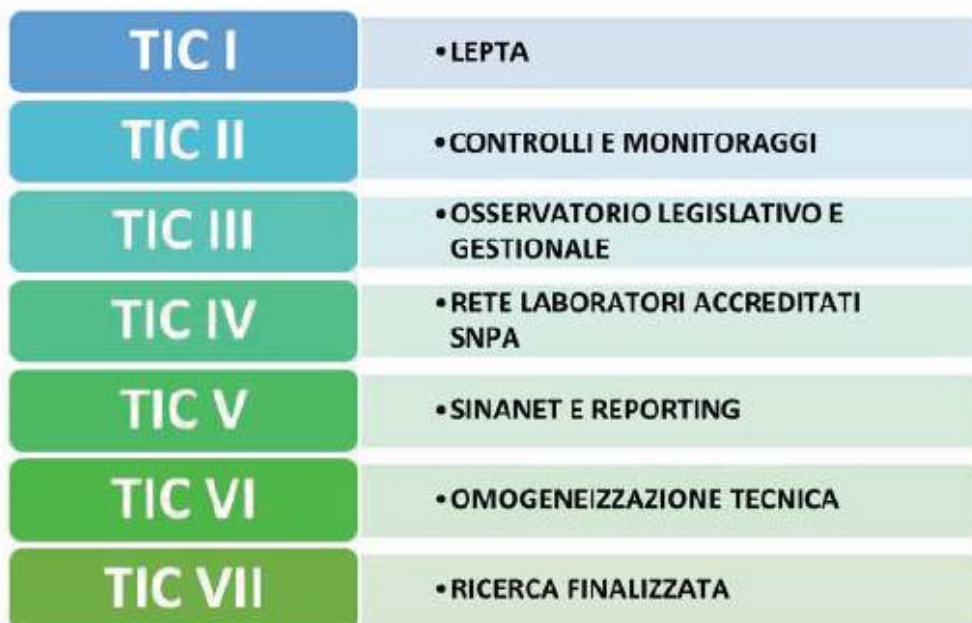 TIC I
• LEPTA
TIC II
• CONTROLLI E MONITORAGGI
TIC III
• OSSERVATORIO LEGISLATIVO E
GESTIONALE
TIC IV
• RETE LABORATORI ACCREDITATI
SNPA
TIC V
• SINANET E REPORTING
TIC VI
• OMOGENEIZZAZIONE TECNICA
TIC VII
• RICERCA FINALIZZATA